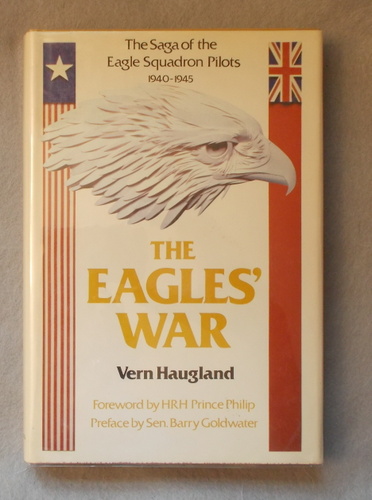 The Saga of the
Eagle Squadron Pilots
1940-1945
THE
EAGLES'
WAR
Vern Haugland
Foreword by HRH Prince Philip
Preface by Sen. Barry Goldwater